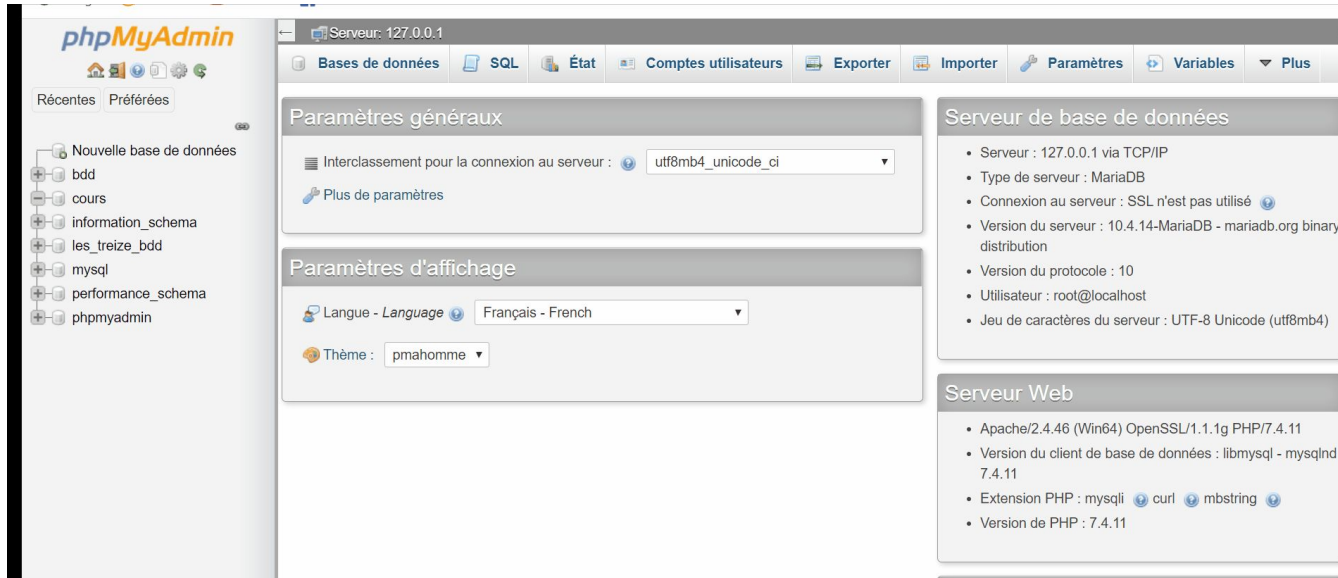 phpMyAdmin
Récentes Préférées
Nouvelle base de données
bdd
cours
information_schema
les_treize_bdd
mysql
performance_schema
phpmyadmin
Serveur: 127.0.0.1
Bases de données SQL État Comptes utilisateurs Exporter Importer Paramètres Variables Plus
Paramètres généraux
Interclassement pour la connexion au serveur : utf8mb4_unicode_ci
Plus de paramètres
Paramètres d'affichage
Langue - Language Français - French
Thème : pmahomme
Serveur de base de données
• Serveur : 127.0.0.1 via TCP/IP
• Type de serveur : MariaDB
• Connexion au serveur : SSL n'est pas utilisé
• Version du serveur : 10.4.14-MariaDB - mariadb.org binary
distribution
• Version du protocole : 10
• Utilisateur : root@localhost
• Jeu de caractères du serveur : UTF-8 Unicode (utf8mb4)
Serveur Web
• Apache/2.4.46 (Win64) OpenSSL/1.1.1g PHP/7.4.11
• Version du client de base de données : libmysql - mysqlnd
7.4.11
• Extension PHP : mysqli curl mbstring
• Version de PHP : 7.4.11